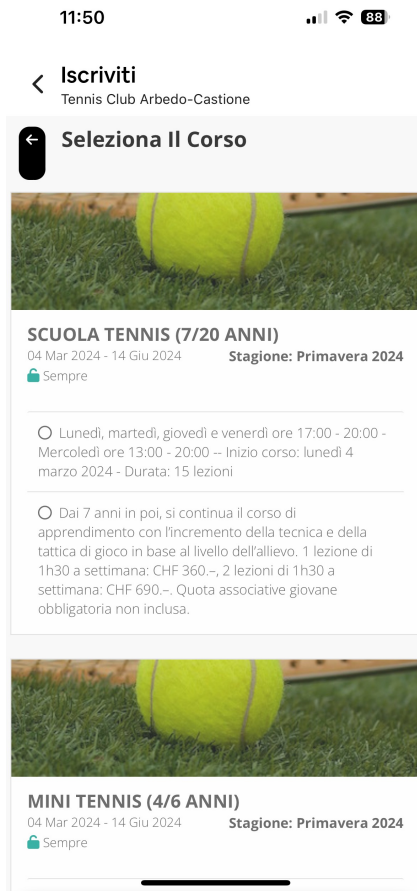 11:50
88
Iscriviti
Tennis Club Arbedo-Castione
Seleziona Il Corso
SCUOLA TENNIS (7/20 ANNI)
04 Mar 2024 - 14 Giu 2024 Stagione: Primavera 2024
Sempre
Lunedì, martedì, giovedì e venerdì ore 17:00 - 20:00 -
Mercoledì ore 13:00 - 20:00 -- Inizio corso: lunedì 4
marzo 2024 - Durata: 15 lezioni
Dai 7 anni in poi, si continua il corso di
apprendimento con l'incremento della tecnica e della
tattica di gioco in base al livello dell'allievo. 1 lezione di
1h30 a settimana: CHF 360.–, 2 lezioni di 1h30 a
settimana: CHF 690.–. Quota associative giovane
obbligatoria non inclusa.
MINI TENNIS (4/6 ANNI)
04 Mar 2024 - 14 Giu 2024 Stagione: Primavera 2024
Sempre